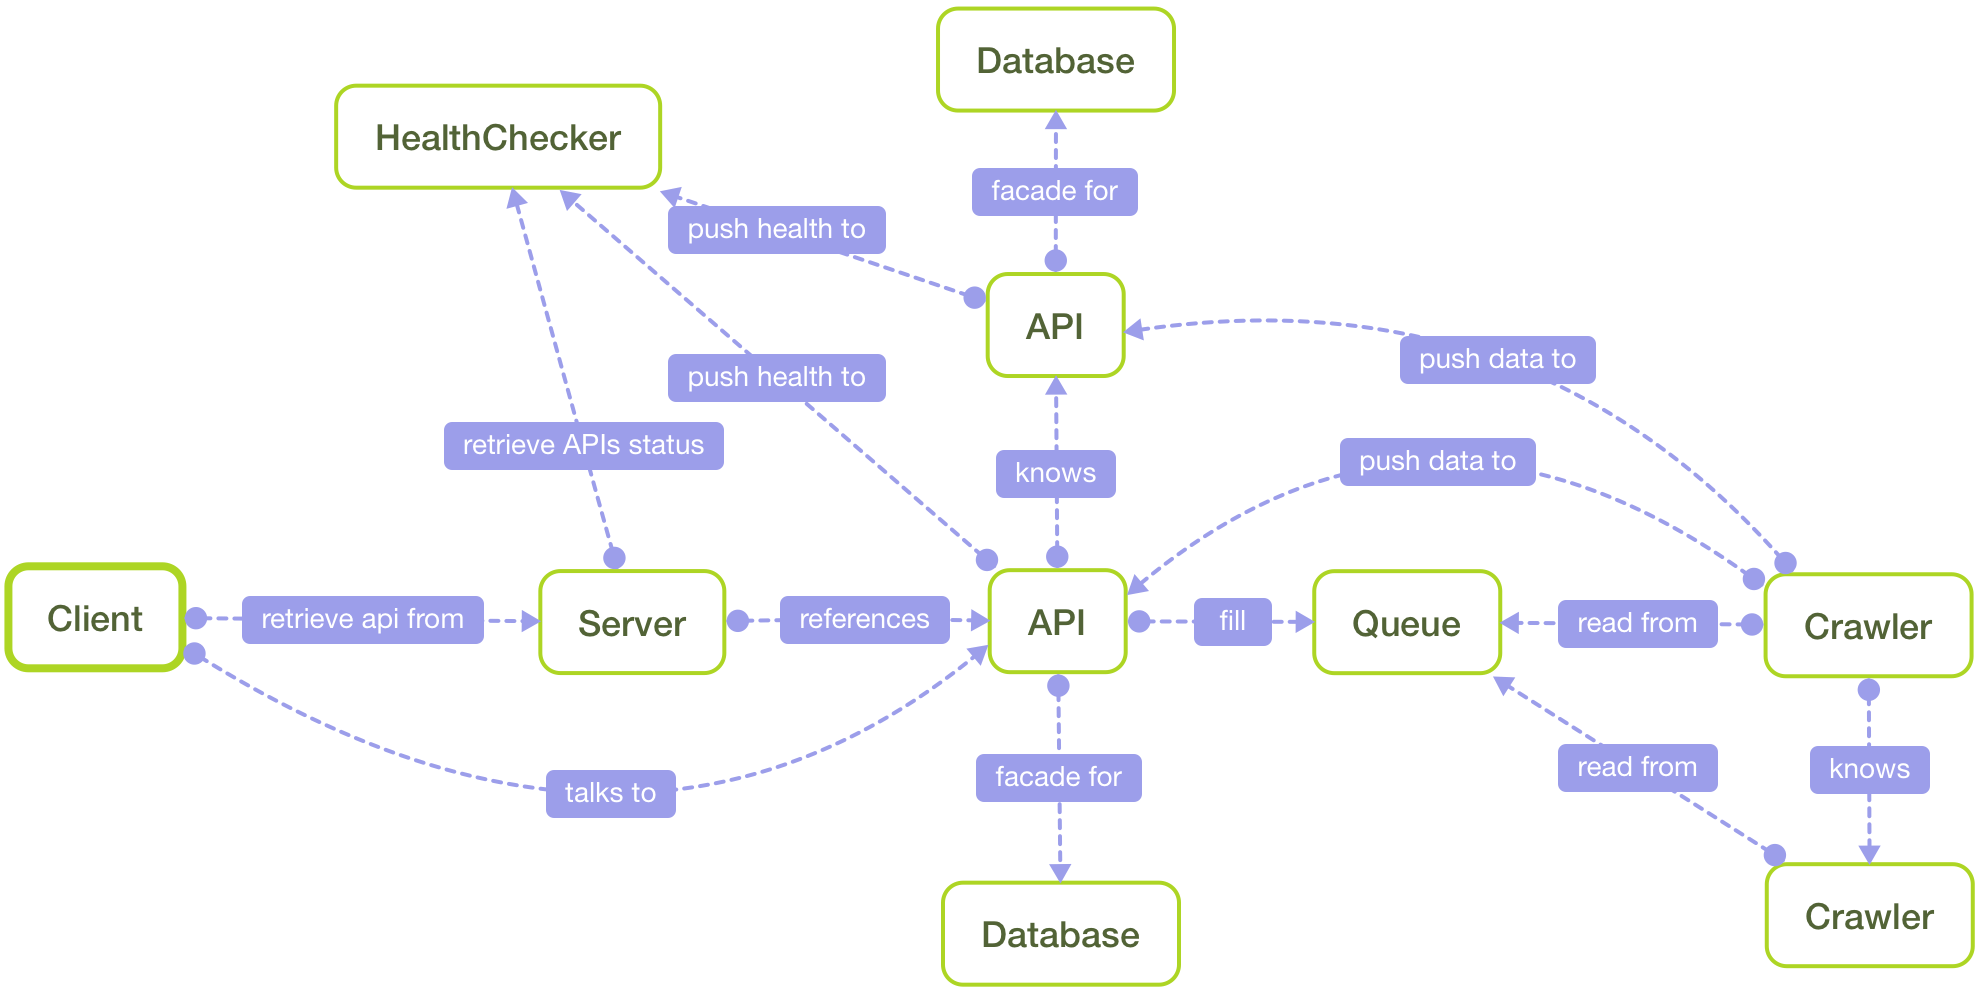 Database
HealthChecker
facade for
push health to
API
push data to
push health to
retrieve APIs status
push data to
knows
Client
retrieve api from
Server
references
API
fill
Queue
read from
Crawler
talks to
facade for
read from
knows
Database
Crawler